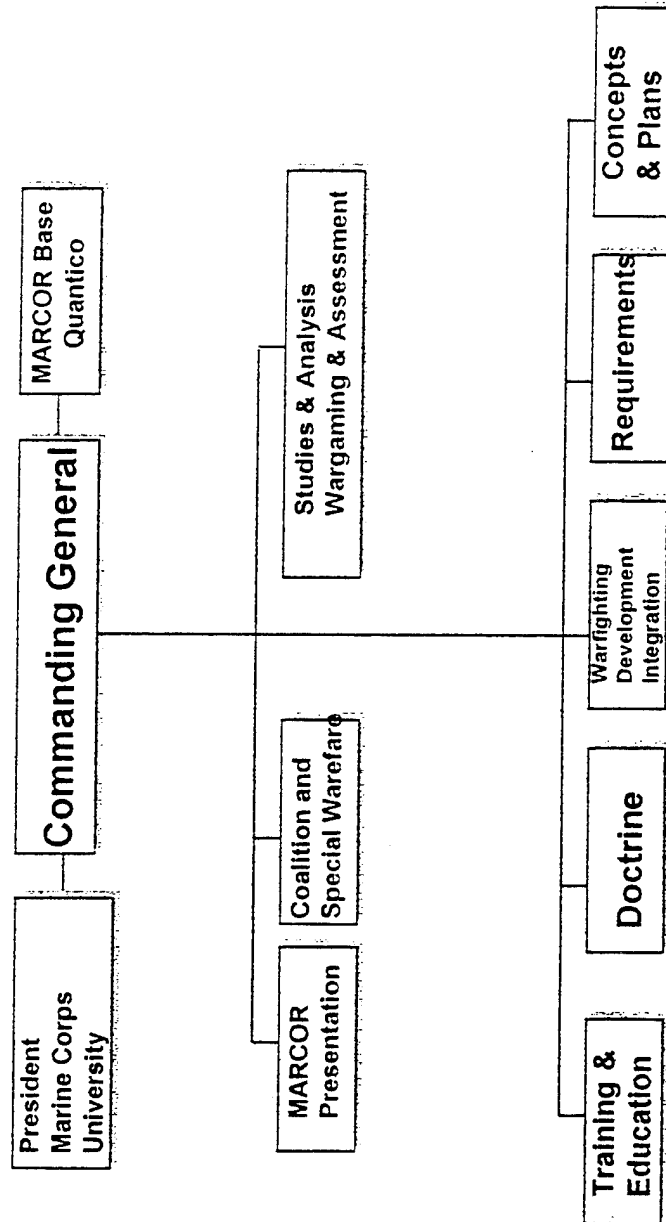 President
Marine Corps
University
Commanding General
MARCOR Base
Quantico
MARCOR
Presentation
Coalition and
Special Warefare
Studies & Analysis
Wargaming & Assessment
Training &
Education
Doctrine
Warfighting
Development
Integration
Requirements
Concepts
& Plans